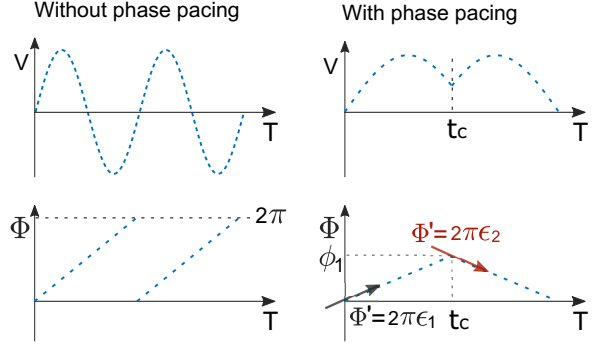 Without phase pacing
With phase pacing
V
T
V
T
tc
Φ
2π
T
Φ
Φ'=2πϵ2
ϕ1
Φ'=2πϵ1
tc
T